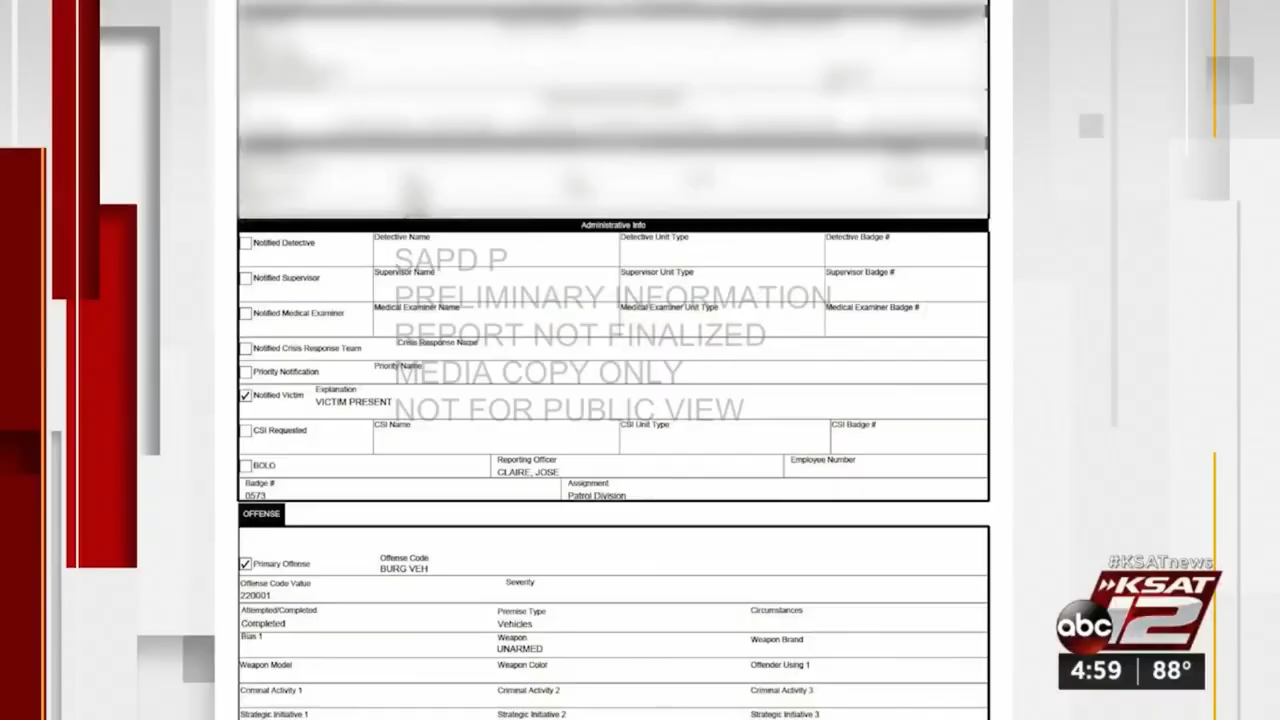 Administrative Info
Notified Detective
Detective Name
Detective Unit Type
Detective Badge #
SAPD P
Notified Supervisor
Supervisor Name
Supervisor Unit Type
Supervisor Badge #
PRELIMINARY INFORMATION
Notified Medical Examiner
Medical Examiner Name
Medical Examiner Unit Type
Medical Examiner Badge #
REPORT NOT FINALIZED
Notified Crisis Response Team
Crisis Response Name
Priority Notification
Priority Name
MEDIA COPY ONLY
Notified Victim
Explanation
VICTIM PRESENT
NOT FOR PUBLIC VIEW
CSI Requested
CSI Name
CSI Unit Type
CSI Badge #
BOLO
Reporting Officer
CLAIRE, JOSE
Employee Number
Badge #
0573
Assignment
Patrol Division
OFFENSE
Primary Offense
Offense Code
BURG VEH
Offense Code Value
220001
Severity
Attempted/Completed
Completed
Premise Type
Vehicles
Circumstances
Bias 1
Weapon
UNARMED
Weapon Brand
Weapon Model
Weapon Color
Offender Using 1
Criminal Activity 1
Criminal Activity 2
Criminal Activity 3
Strategic Initiative 1
Strategic Initiative 2
Strategic Initiative 3
#KSATnews
KSAT
abc 12
4:59 88°